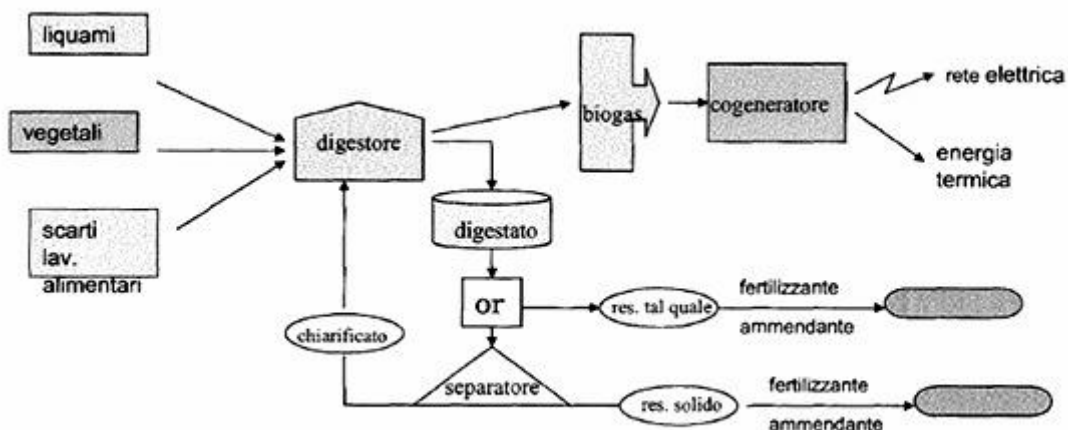 liquami
vegetali
scarti
lav.
alimentari
digestore
biogas
cogeneratore
rete elettrica
energia
termica
digestato
or
res. tal quale
fertilizzante
ammendante
chiarificato
separatore
res. solido
fertilizzante
ammendante